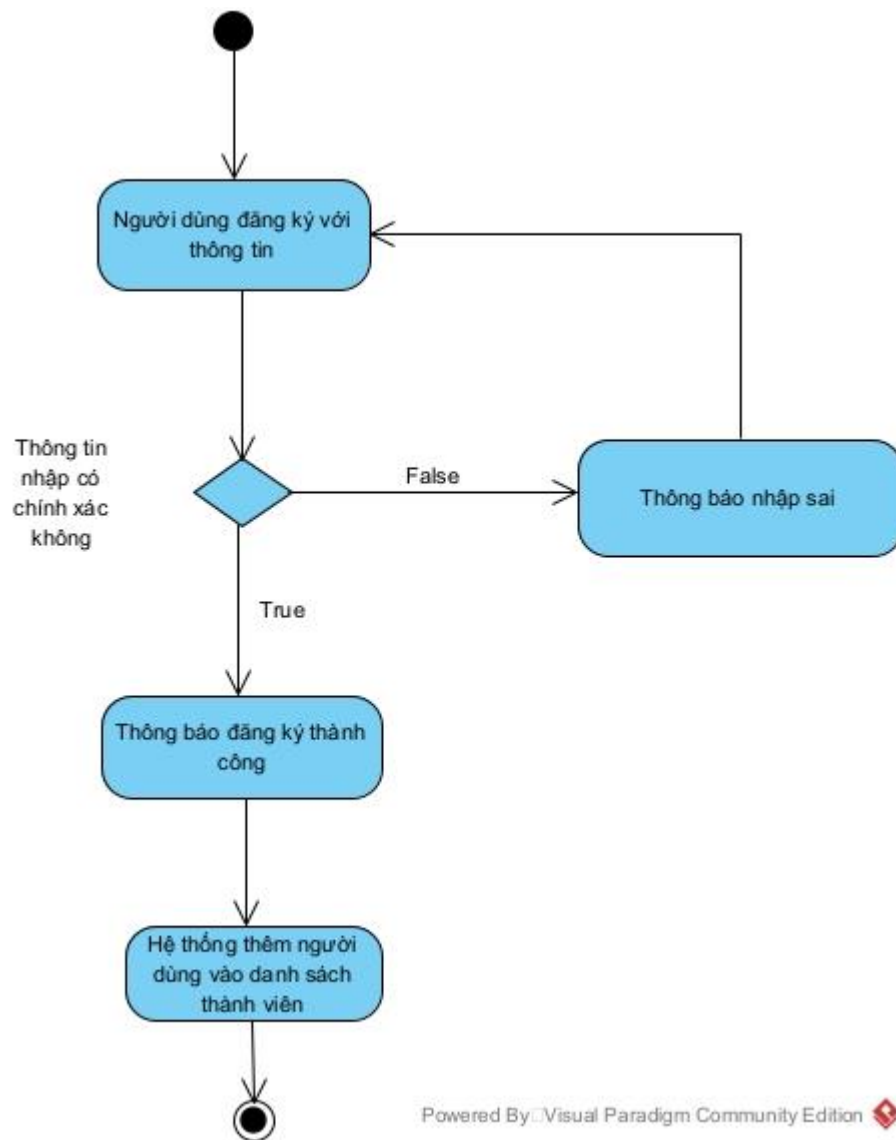 Người dùng đăng ký với
thông tin
Thông tin
nhập có
chính xác
không
False
Thông báo nhập sai
True
Thông báo đăng ký thành
công
Hệ thống thêm người
dùng vào danh sách
thành viên
Powered By Visual Paradigm Community Edition